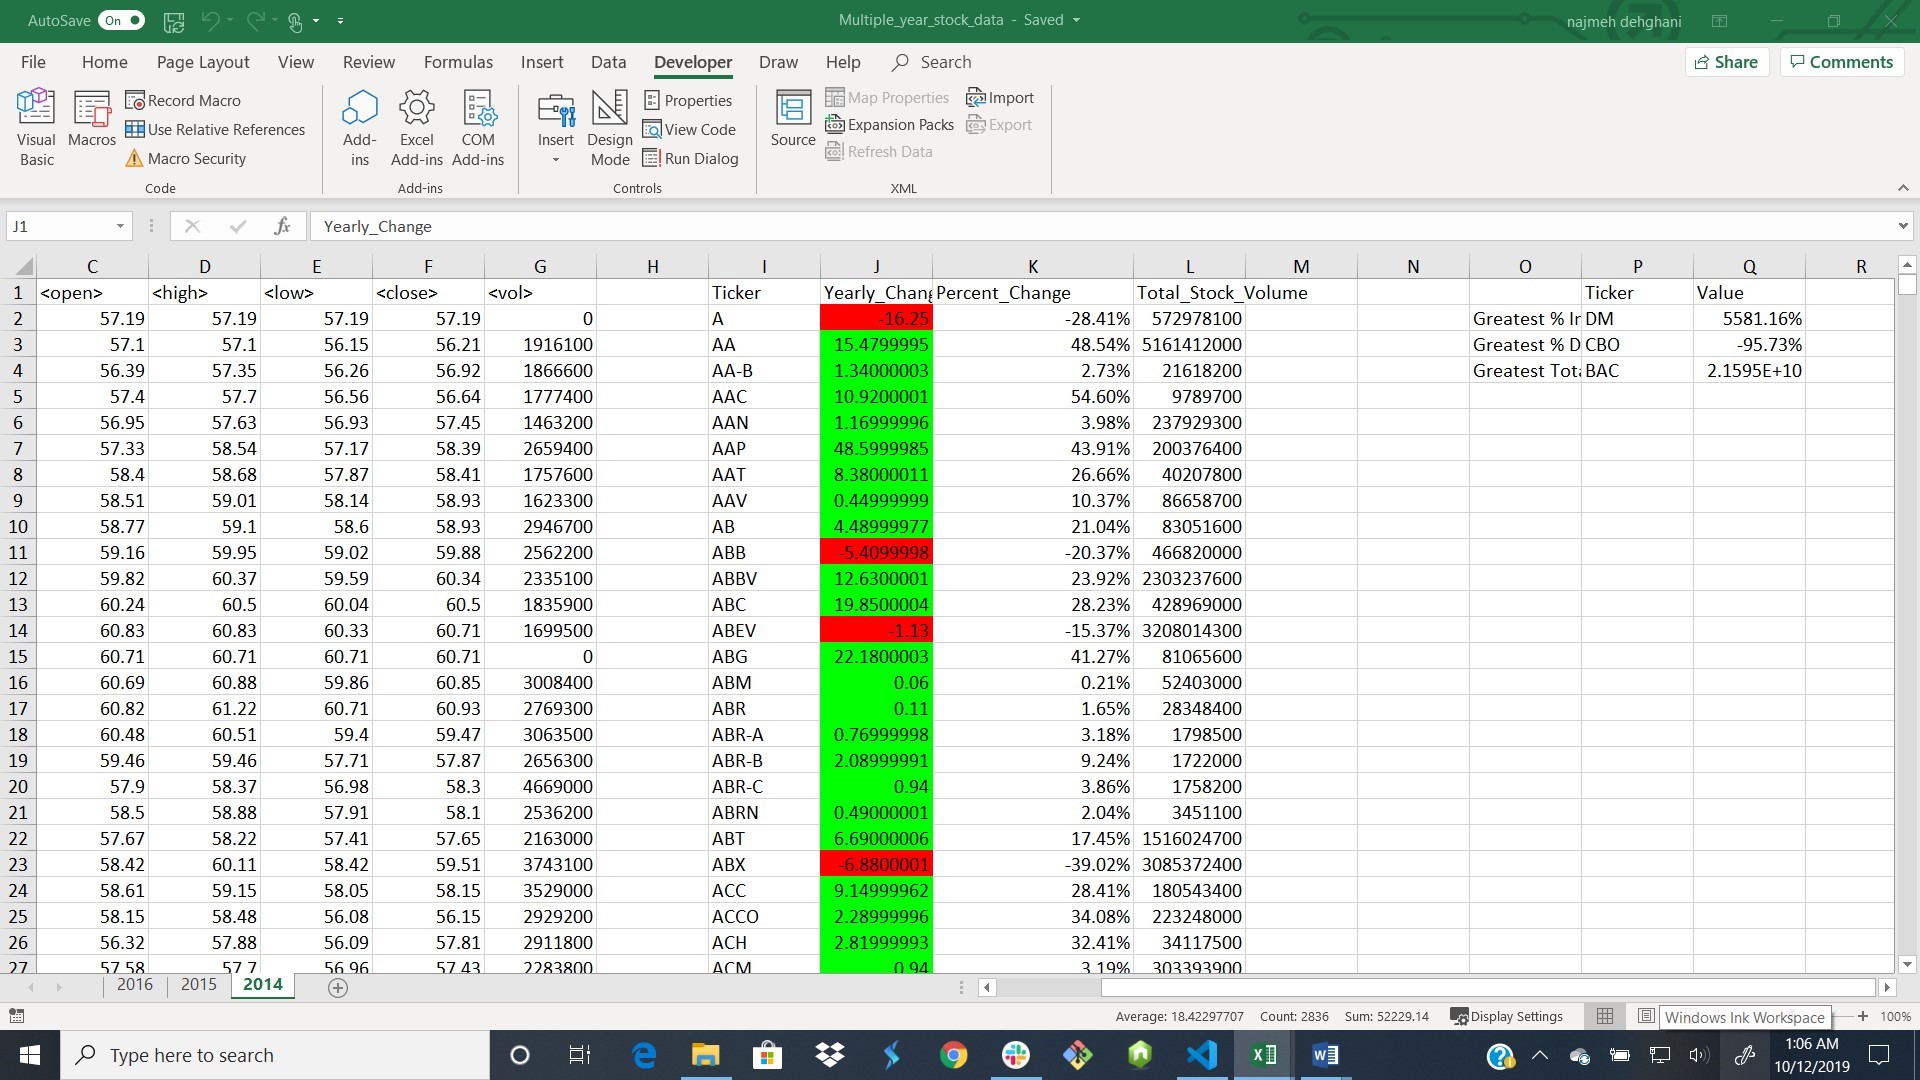 AutoSave On Multiple_year_stock_data - Saved najmeh dehghani
File Home Page Layout View Review Formulas Insert Data Developer Draw Help Search Share Comments
Visual Basic Macros Record Macro Use Relative References Macro Security
Add-ins Excel Add-ins COM Add-ins
Insert Design Mode Properties View Code Run Dialog
Source Map Properties Expansion Packs Refresh Data Import Export
Code Add-ins Controls XML
J1 fx Yearly_Change
C D E F G H I J K L M N O P Q R
1 <open> <high> <low> <close> <vol> Ticker Yearly_Chang Percent_Change Total_Stock_Volume Ticker Value
2 57.19 57.19 57.19 57.19 0 A -16.25 -28.41% 572978100 Greatest % Ir DM 5581.16%
3 57.1 57.1 56.15 56.21 1916100 AA 15.4799995 48.54% 5161412000 Greatest % D CBO -95.73%
4 56.39 57.35 56.26 56.92 1866600 AA-B 1.34000003 2.73% 21618200 Greatest Tota BAC 2.1595E+10
5 57.4 57.7 56.56 56.64 1777400 AAC 10.9200001 54.60% 9789700
6 56.95 57.63 56.93 57.45 1463200 AAN 1.16999996 3.98% 237929300
7 57.33 58.54 57.17 58.39 2659400 AAP 48.5999985 43.91% 200376400
8 58.4 58.68 57.87 58.41 1757600 AAT 8.38000011 26.66% 40207800
9 58.51 59.01 58.14 58.93 1623300 AAV 0.44999999 10.37% 86658700
10 58.77 59.1 58.6 58.93 2946700 AB 4.48999977 21.04% 83051600
11 59.16 59.95 59.02 59.88 2562200 ABB -5.4099998 -20.37% 466820000
12 59.82 60.37 59.59 60.34 2335100 ABBV 12.6300001 23.92% 2303237600
13 60.24 60.5 60.04 60.5 1835900 ABC 19.8500004 28.23% 428969000
14 60.83 60.83 60.33 60.71 1699500 ABEV -1.13 -15.37% 3208014300
15 60.71 60.71 60.71 60.71 0 ABG 22.1800003 41.27% 81065600
16 60.69 60.88 59.86 60.85 3008400 ABM 0.06 0.21% 52403000
17 60.82 61.22 60.71 60.93 2769300 ABR 0.11 1.65% 28348400
18 60.48 60.51 59.4 59.47 3063500 ABR-A 0.76999998 3.18% 1798500
19 59.46 59.46 57.71 57.87 2656300 ABR-B 2.08999991 9.24% 1722000
20 57.9 58.37 56.98 58.3 4669000 ABR-C 0.94 3.86% 1758200
21 58.5 58.88 57.91 58.1 2536200 ABRN 0.49000001 2.04% 3451100
22 57.67 58.22 57.41 57.65 2163000 ABT 6.69000006 17.45% 1516024700
23 58.42 60.11 58.42 59.51 3743100 ABX -6.8800001 -39.02% 3085372400
24 58.61 59.15 58.05 58.15 3529000 ACC 9.14999962 28.41% 180543400
25 58.15 58.48 56.08 56.15 2929200 ACCO 2.28999996 34.08% 223248000
26 56.32 57.88 56.09 57.81 2911800 ACH 2.81999993 32.41% 34117500
27 57.58 57.7 56.96 57.43 2283800 ACM 0.94 3.19% 303393900
2016 2015 2014
Average: 18.42297707 Count: 2836 Sum: 52229.14 Display Settings Windows Ink Workspace 100%
Type here to search
1:06 AM
10/12/2019